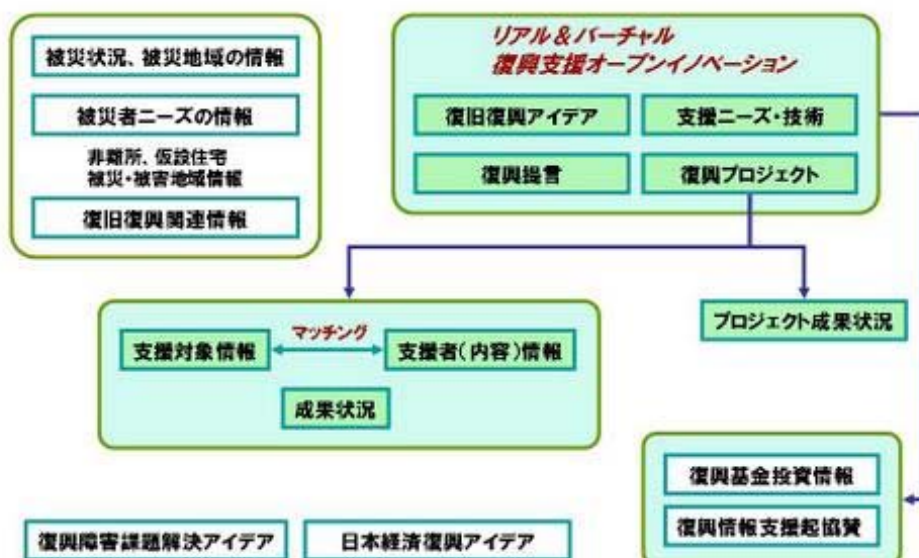 被災状況、被災地域の情報
被災者ニーズの情報
非難所、仮設住宅
被災・被害地域情報
復旧復興関連情報
リアル＆バーチャル
復興支援オープンイノベーション
復旧復興アイデア
支援ニーズ・技術
復興提言
復興プロジェクト
支援対象情報
マッチング
支援者（内容）情報
成果状況
プロジェクト成果状況
復興基金投資情報
復興情報支援起協賛
復興障害課題解決アイデア
日本経済復興アイデア